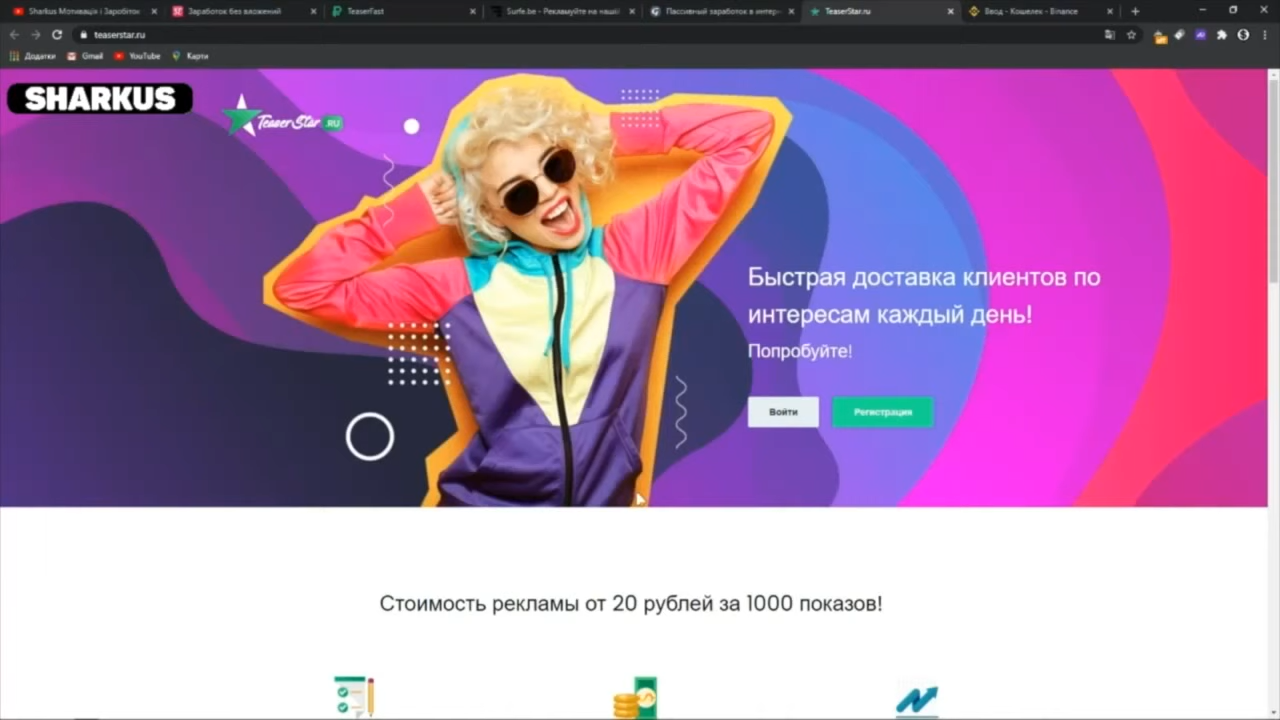 Sharkus Мотивація і Заробіток
Заработок без вложений
TeaserFast
Surfe.be - Рекламуйте на нашій
Пассивный заработок в интер
TeaserStar.ru
Ввод - Кошелек - Binance
teaserstar.ru
Додатки
Gmail
YouTube
Карти
SHARKUS
TeaserStar .RU
Быстрая доставка клиентов по
интересам каждый день!
Попробуйте!
Войти
Регистрация
Стоимость рекламы от 20 рублей за 1000 показов!